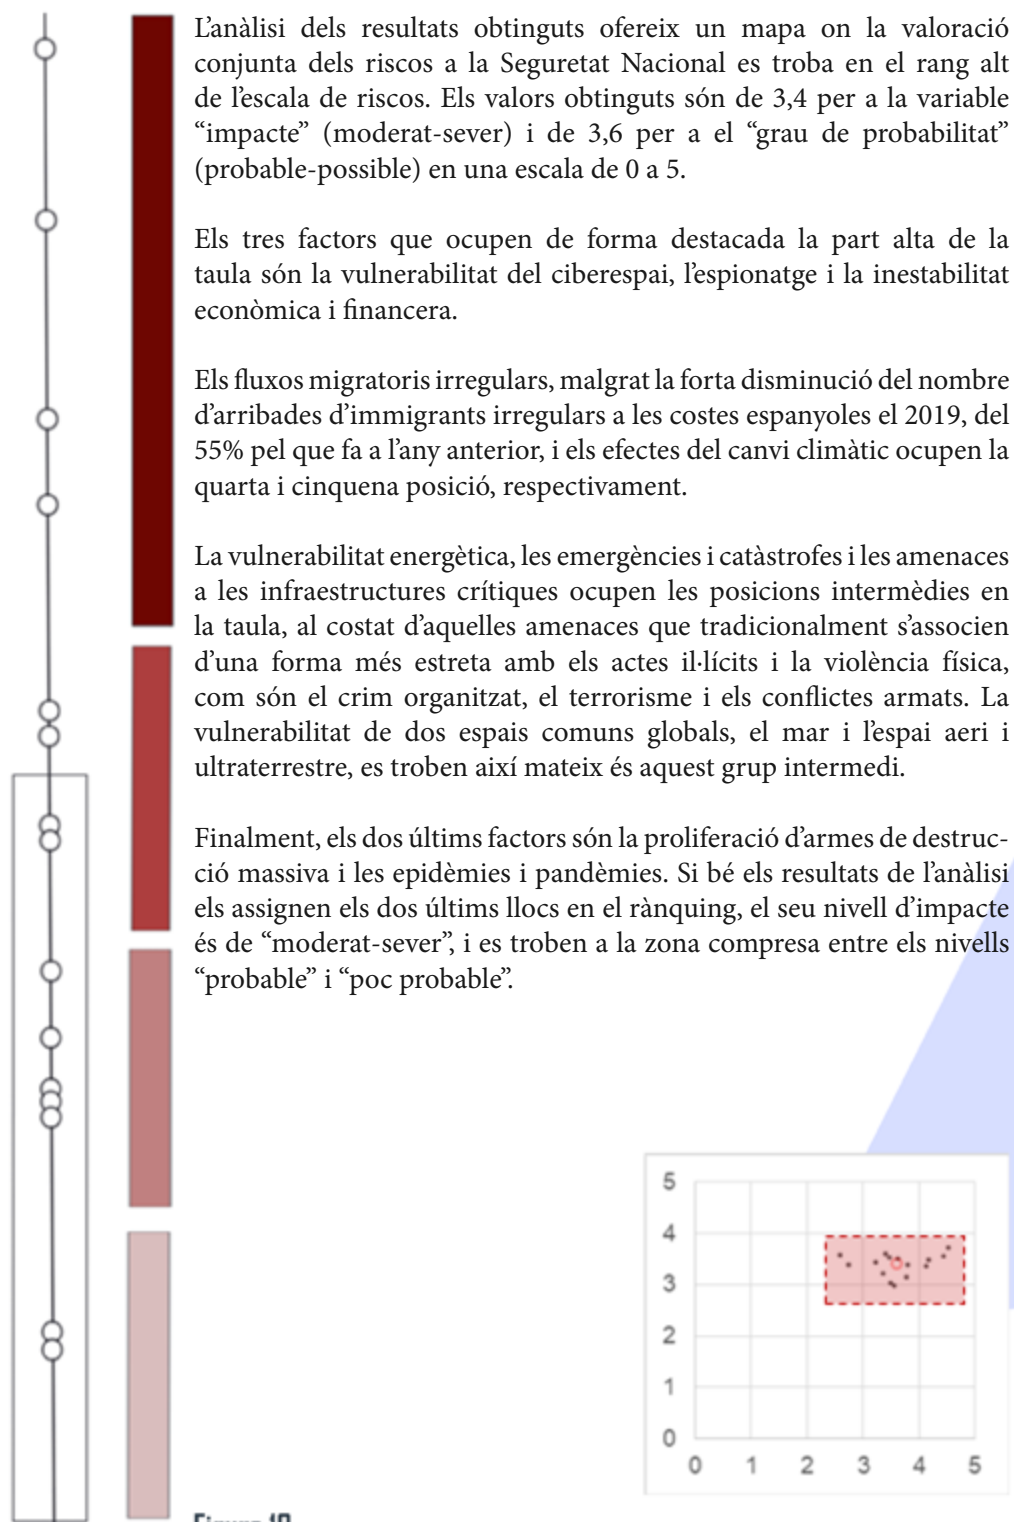 L’anàlisi dels resultats obtinguts ofereix un mapa on la valoració
conjunta dels riscos a la Seguretat Nacional es troba en el rang alt
de l’escala de riscos. Els valors obtinguts són de 3,4 per a la variable
“impacte” (moderat-sever) i de 3,6 per a el “grau de probabilitat”
(probable-possible) en una escala de 0 a 5.
Els tres factors que ocupen de forma destacada la part alta de la
taula són la vulnerabilitat del ciberespai, l’espionatge i la inestabilitat
econòmica i financera.
Els fluxos migratoris irregulars, malgrat la forta disminució del nombre
d’arribades d’immigrants irregulars a les costes espanyoles el 2019, del
55% pel que fa a l’any anterior, i els efectes del canvi climàtic ocupen la
quarta i cinquena posició, respectivament.
La vulnerabilitat energètica, les emergències i catàstrofes i les amenaces
a les infraestructures crítiques ocupen les posicions intermèdies en
la taula, al costat d’aquelles amenaces que tradicionalment s’associen
d’una forma més estreta amb els actes il·lícits i la violència física,
com són el crim organitzat, el terrorisme i els conflictes armats. La
vulnerabilitat de dos espais comuns globals, el mar i l’espai aeri i
ultraterrestre, es troben així mateix és aquest grup intermedi.
Finalment, els dos últims factors són la proliferació d’armes de destruc-
ció massiva i les epidèmies i pandèmies. Si bé els resultats de l’anàlisi
els assignen els dos últims llocs en el rànquing, el seu nivell d’impacte
és de “moderat-sever”, i es troben a la zona compresa entre els nivells
“probable” i “poc probable”.
5
4
3
2
1
0
0 1 2 3 4 5